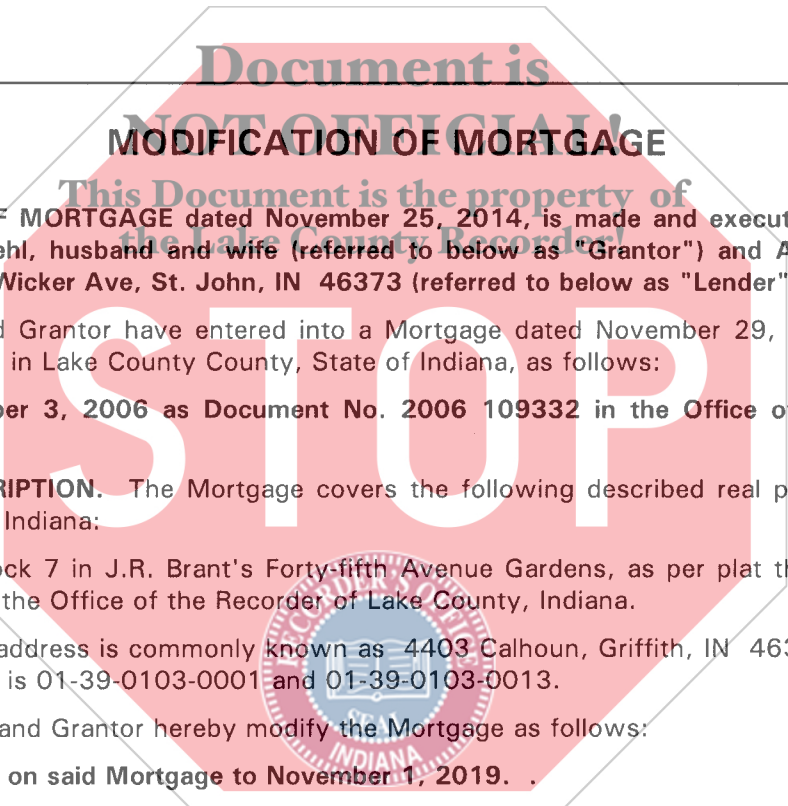 Document is
NOT OFFICIAL!
MODIFICATION OF MORTGAGE
This Document is the property of
the Lake County Recorder!
F MORTGAGE dated November 25, 2014, is made and execut
ehl, husband and wife (referred to below as "Grantor") and A
Wicker Ave, St. John, IN 46373 (referred to below as "Lender"
d Grantor have entered into a Mortgage dated November 29,
in Lake County County, State of Indiana, as follows:
ber 3, 2006 as Document No. 2006 109332 in the Office o
STOP
RIPTION. The Mortgage covers the following described real p
Indiana:
ock 7 in J.R. Brant's Forty-fifth Avenue Gardens, as per plat th
the Office of the Recorder of Lake County, Indiana.
address is commonly known as 4403 Calhoun, Griffith, IN 463
is 01-39-0103-0001 and 01-39-0103-0013.
and Grantor hereby modify the Mortgage as follows:
on said Mortgage to November 1, 2019. .
RECORDER'S OFFICE
SEAL
INDIANA